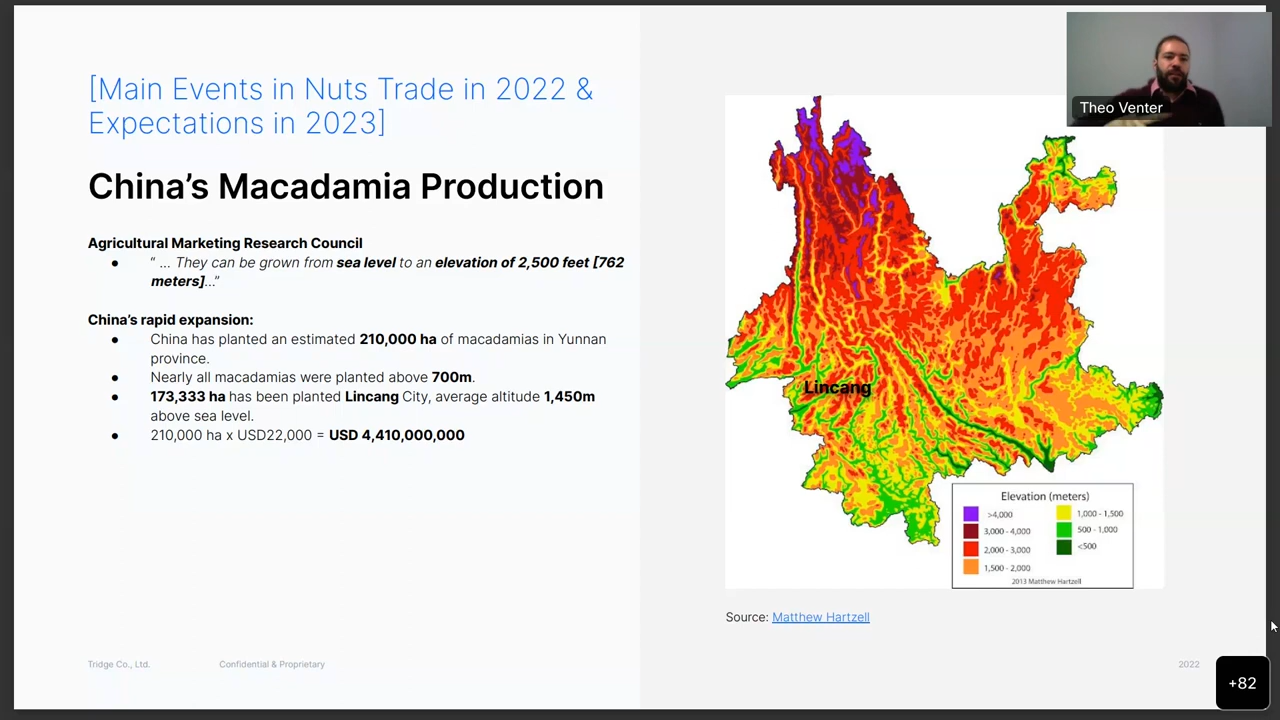 [Main Events in Nuts Trade in 2022 &
Expectations in 2023]
China’s Macadamia Production
Agricultural Marketing Research Council
● “ … They can be grown from sea level to an elevation of 2,500 feet [762
meters]…”
China’s rapid expansion:
● China has planted an estimated 210,000 ha of macadamias in Yunnan
province.
● Nearly all macadamias were planted above 700m.
● 173,333 ha has been planted Lincang City, average altitude 1,450m
above sea level.
● 210,000 ha x USD22,000 = USD 4,410,000,000
Theo Venter
Lincang
Elevation (meters)
>4,000
3,000 - 4,000
2,000 - 3,000
1,500 - 2,000
1,000 - 1,500
500 - 1,000
<500
2013 Matthew Hartzell
Source: Matthew Hartzell
Tridge Co., Ltd.
Confidential & Proprietary
2022
+82